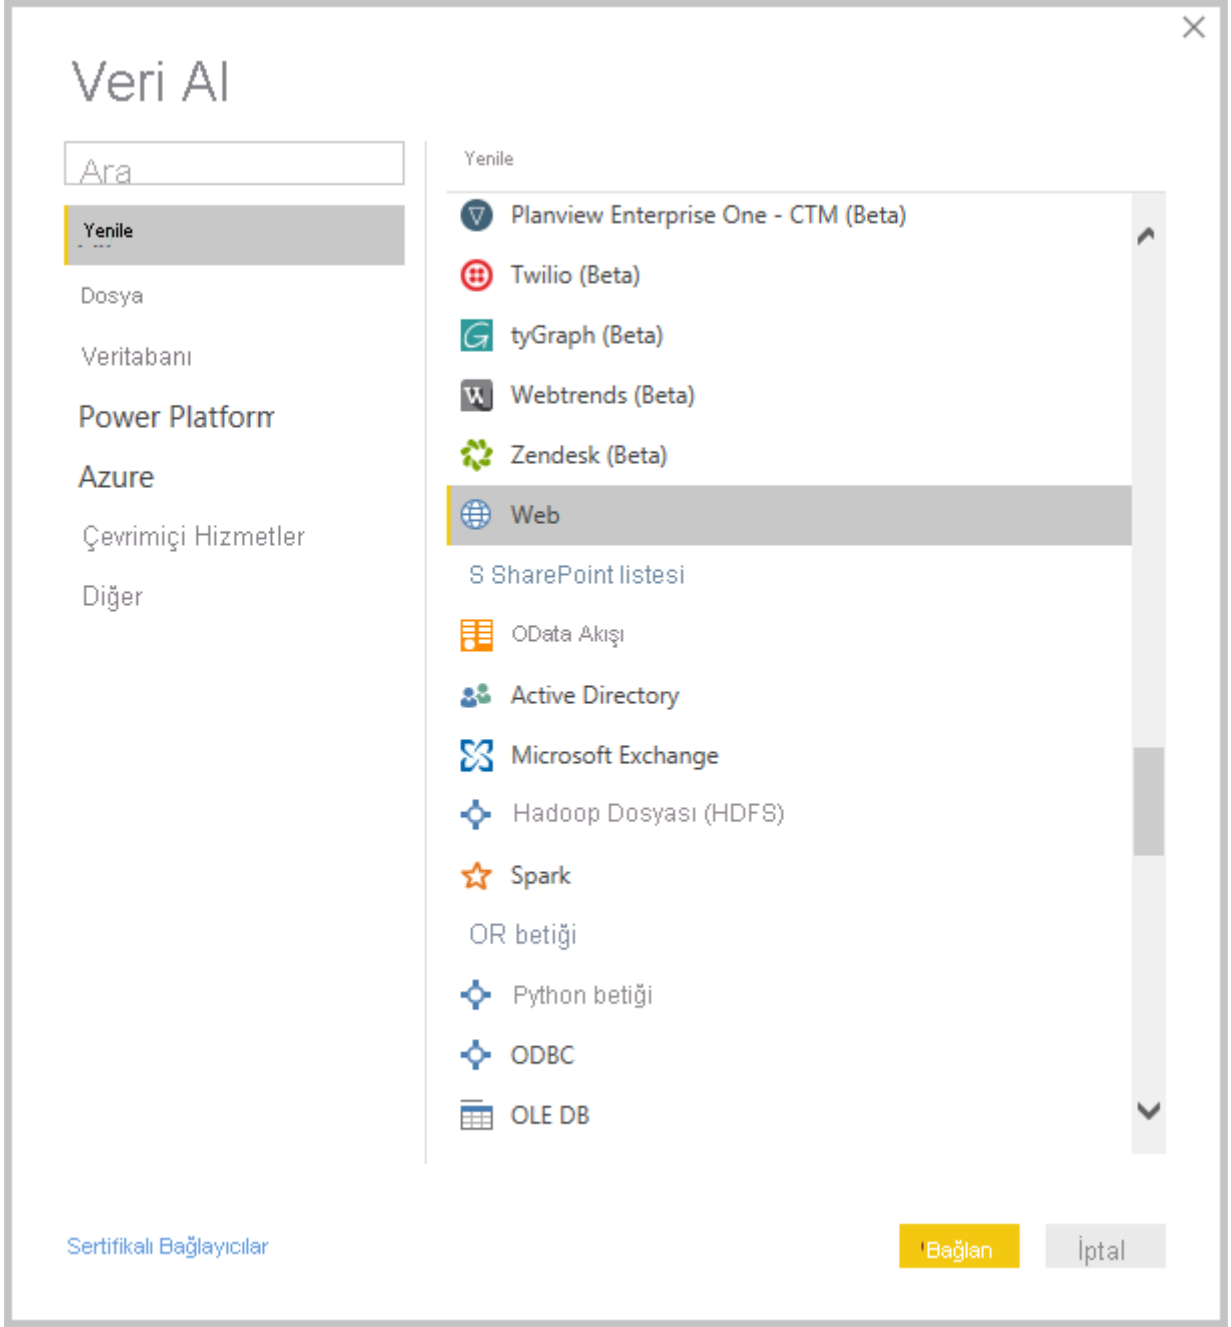 Veri Al
Ara
Yenile
Dosya
Veritabanı
Power Platform
Azure
Çevrimiçi Hizmetler
Diğer
Yenile
Planview Enterprise One - CTM (Beta)
Twilio (Beta)
tyGraph (Beta)
Webtrends (Beta)
Zendesk (Beta)
Web
S SharePoint listesi
OData Akışı
Active Directory
Microsoft Exchange
Hadoop Dosyası (HDFS)
Spark
OR betiği
Python betiği
ODBC
OLE DB
Sertifikalı Bağlayıcılar
Bağlan
İptal